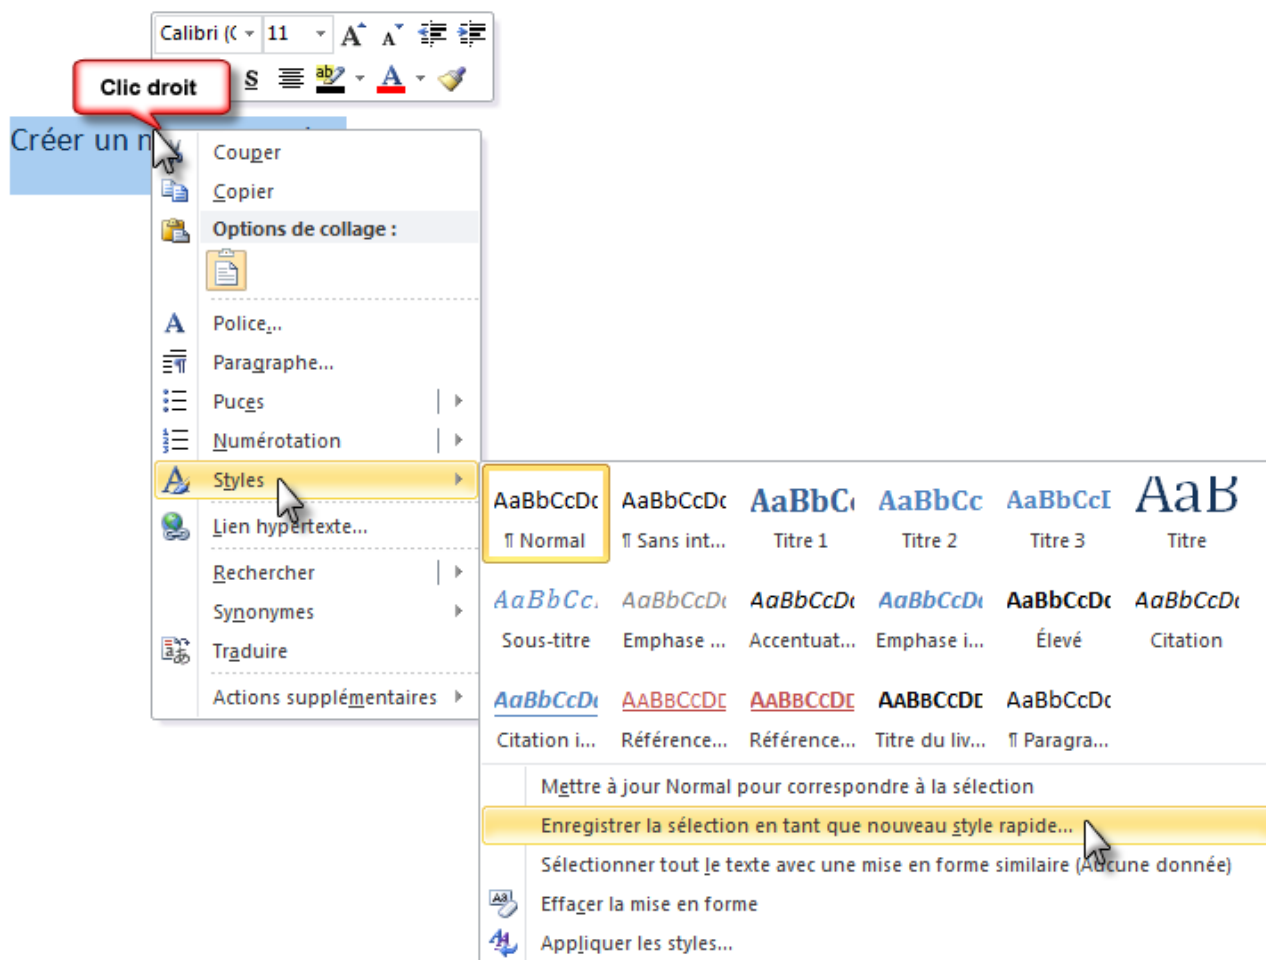 Calibri (C 11 A A
Clic droit
S ab A
Créer un n
Couper
Copier
Options de collage :
A Police...
Paragraphe...
Puces
Numérotation
Styles
Lien hypertexte...
Rechercher
Synonymes
Traduire
Actions supplémentaires
AaBbCcDc AaBbCcDc AaBbC AaBbCc AaBbCcI AaB
¶ Normal ¶ Sans int... Titre 1 Titre 2 Titre 3 Titre
AaBbCc. AaBbCcDc AaBbCcDc AaBbCcDc AaBbCcDc AaBbCcDc
Sous-titre Emphase ... Accentuat... Emphase i... Élevé Citation
AaBbCcDc AABBCCDD AABBCCDD AABBCCDD AaBbCcDc
Citation i... Référence... Référence... Titre du liv... ¶ Paragra...
Mettre à jour Normal pour correspondre à la sélection
Enregistrer la sélection en tant que nouveau style rapide...
Sélectionner tout le texte avec une mise en forme similaire (Aucune donnée)
Effacer la mise en forme
Appliquer les styles...